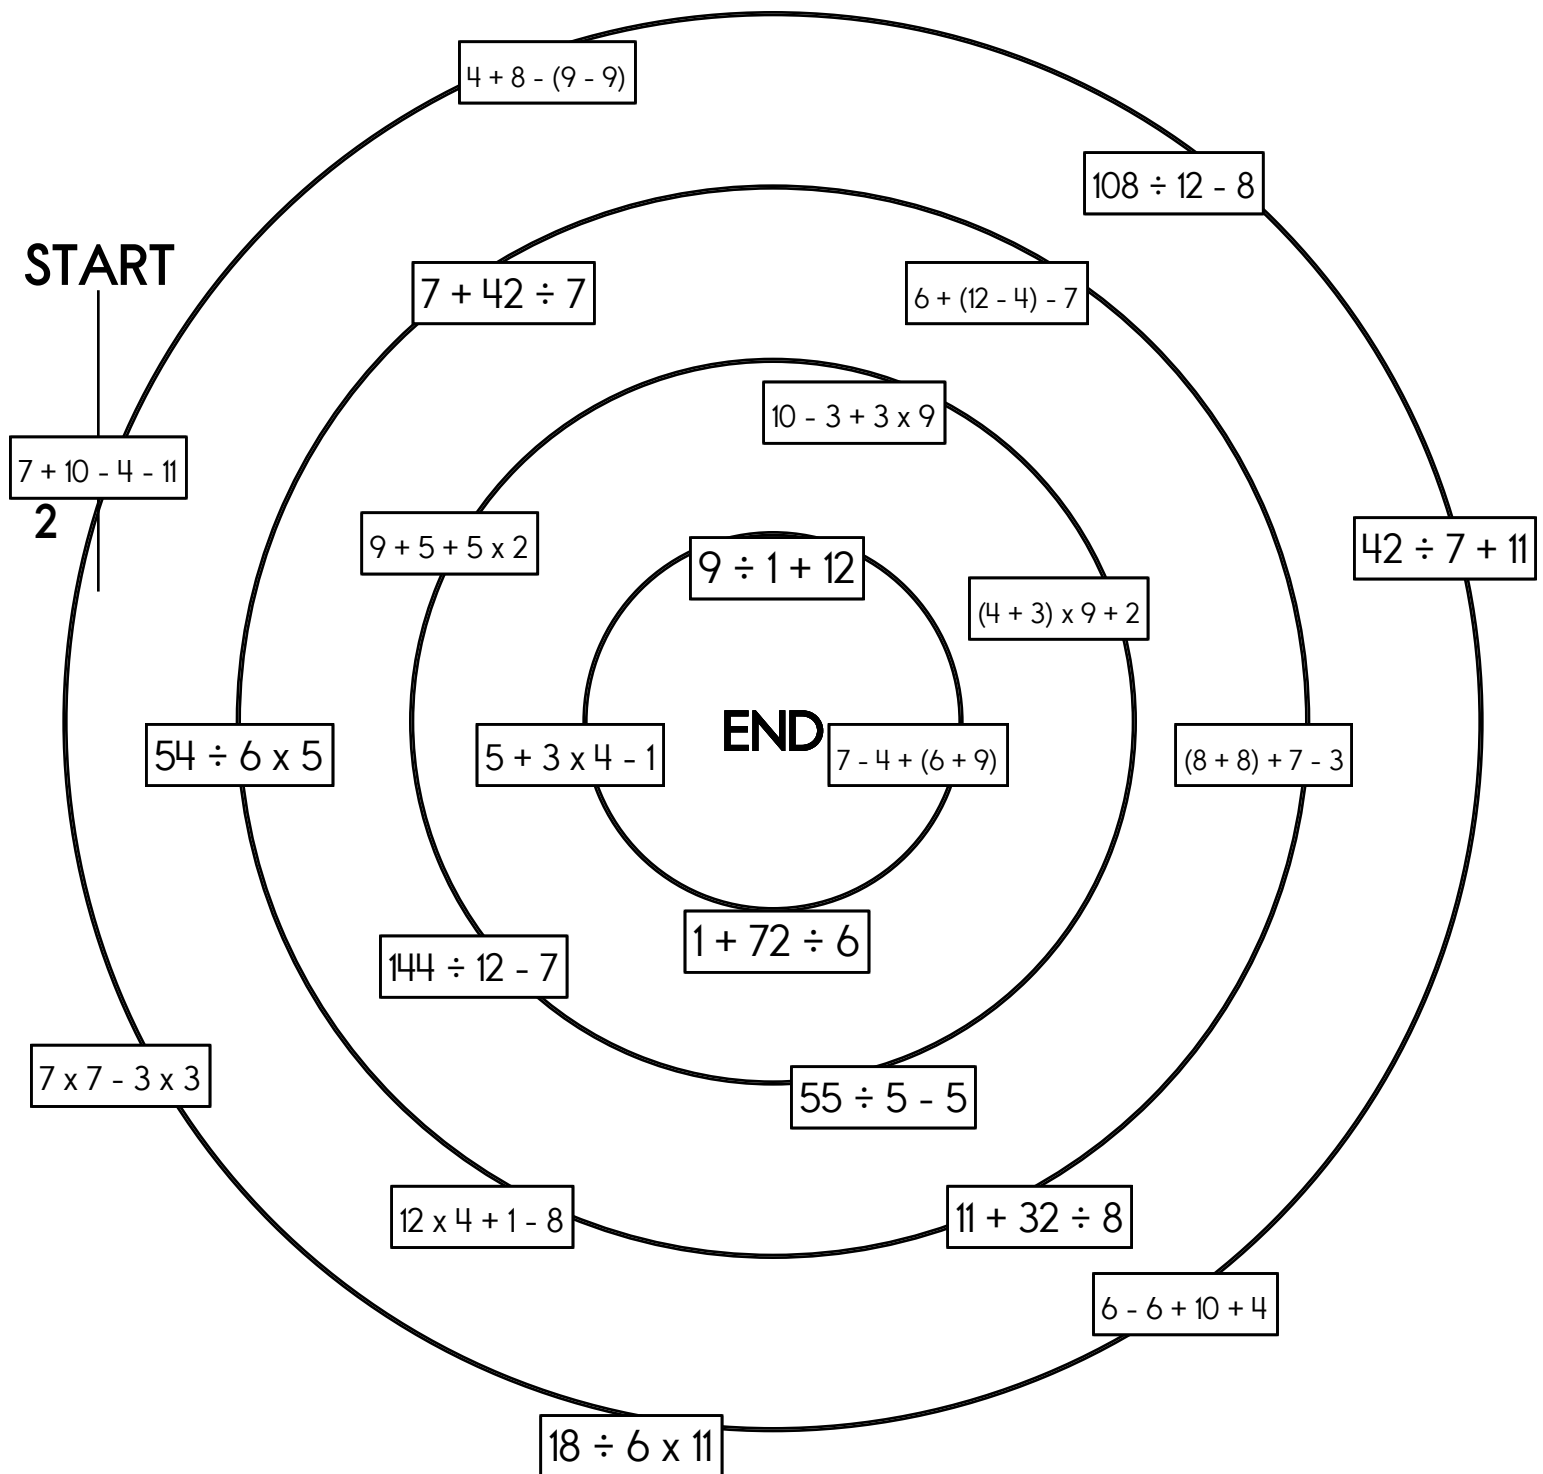 4 + 8 - (9 - 9)
108 ÷ 12 - 8
START
7 + 42 ÷ 7
6 + (12 - 4) - 7
10 - 3 + 3 x 9
7 + 10 - 4 - 11
2
9 + 5 + 5 x 2
9 ÷ 1 + 12
42 ÷ 7 + 11
(4 + 3) x 9 + 2
54 ÷ 6 x 5
5 + 3 x 4 - 1
END
7 - 4 + (6 + 9)
(8 + 8) + 7 - 3
144 ÷ 12 - 7
1 + 72 ÷ 6
7 x 7 - 3 x 3
55 ÷ 5 - 5
12 x 4 + 1 - 8
11 + 32 ÷ 8
6 - 6 + 10 + 4
18 ÷ 6 x 11